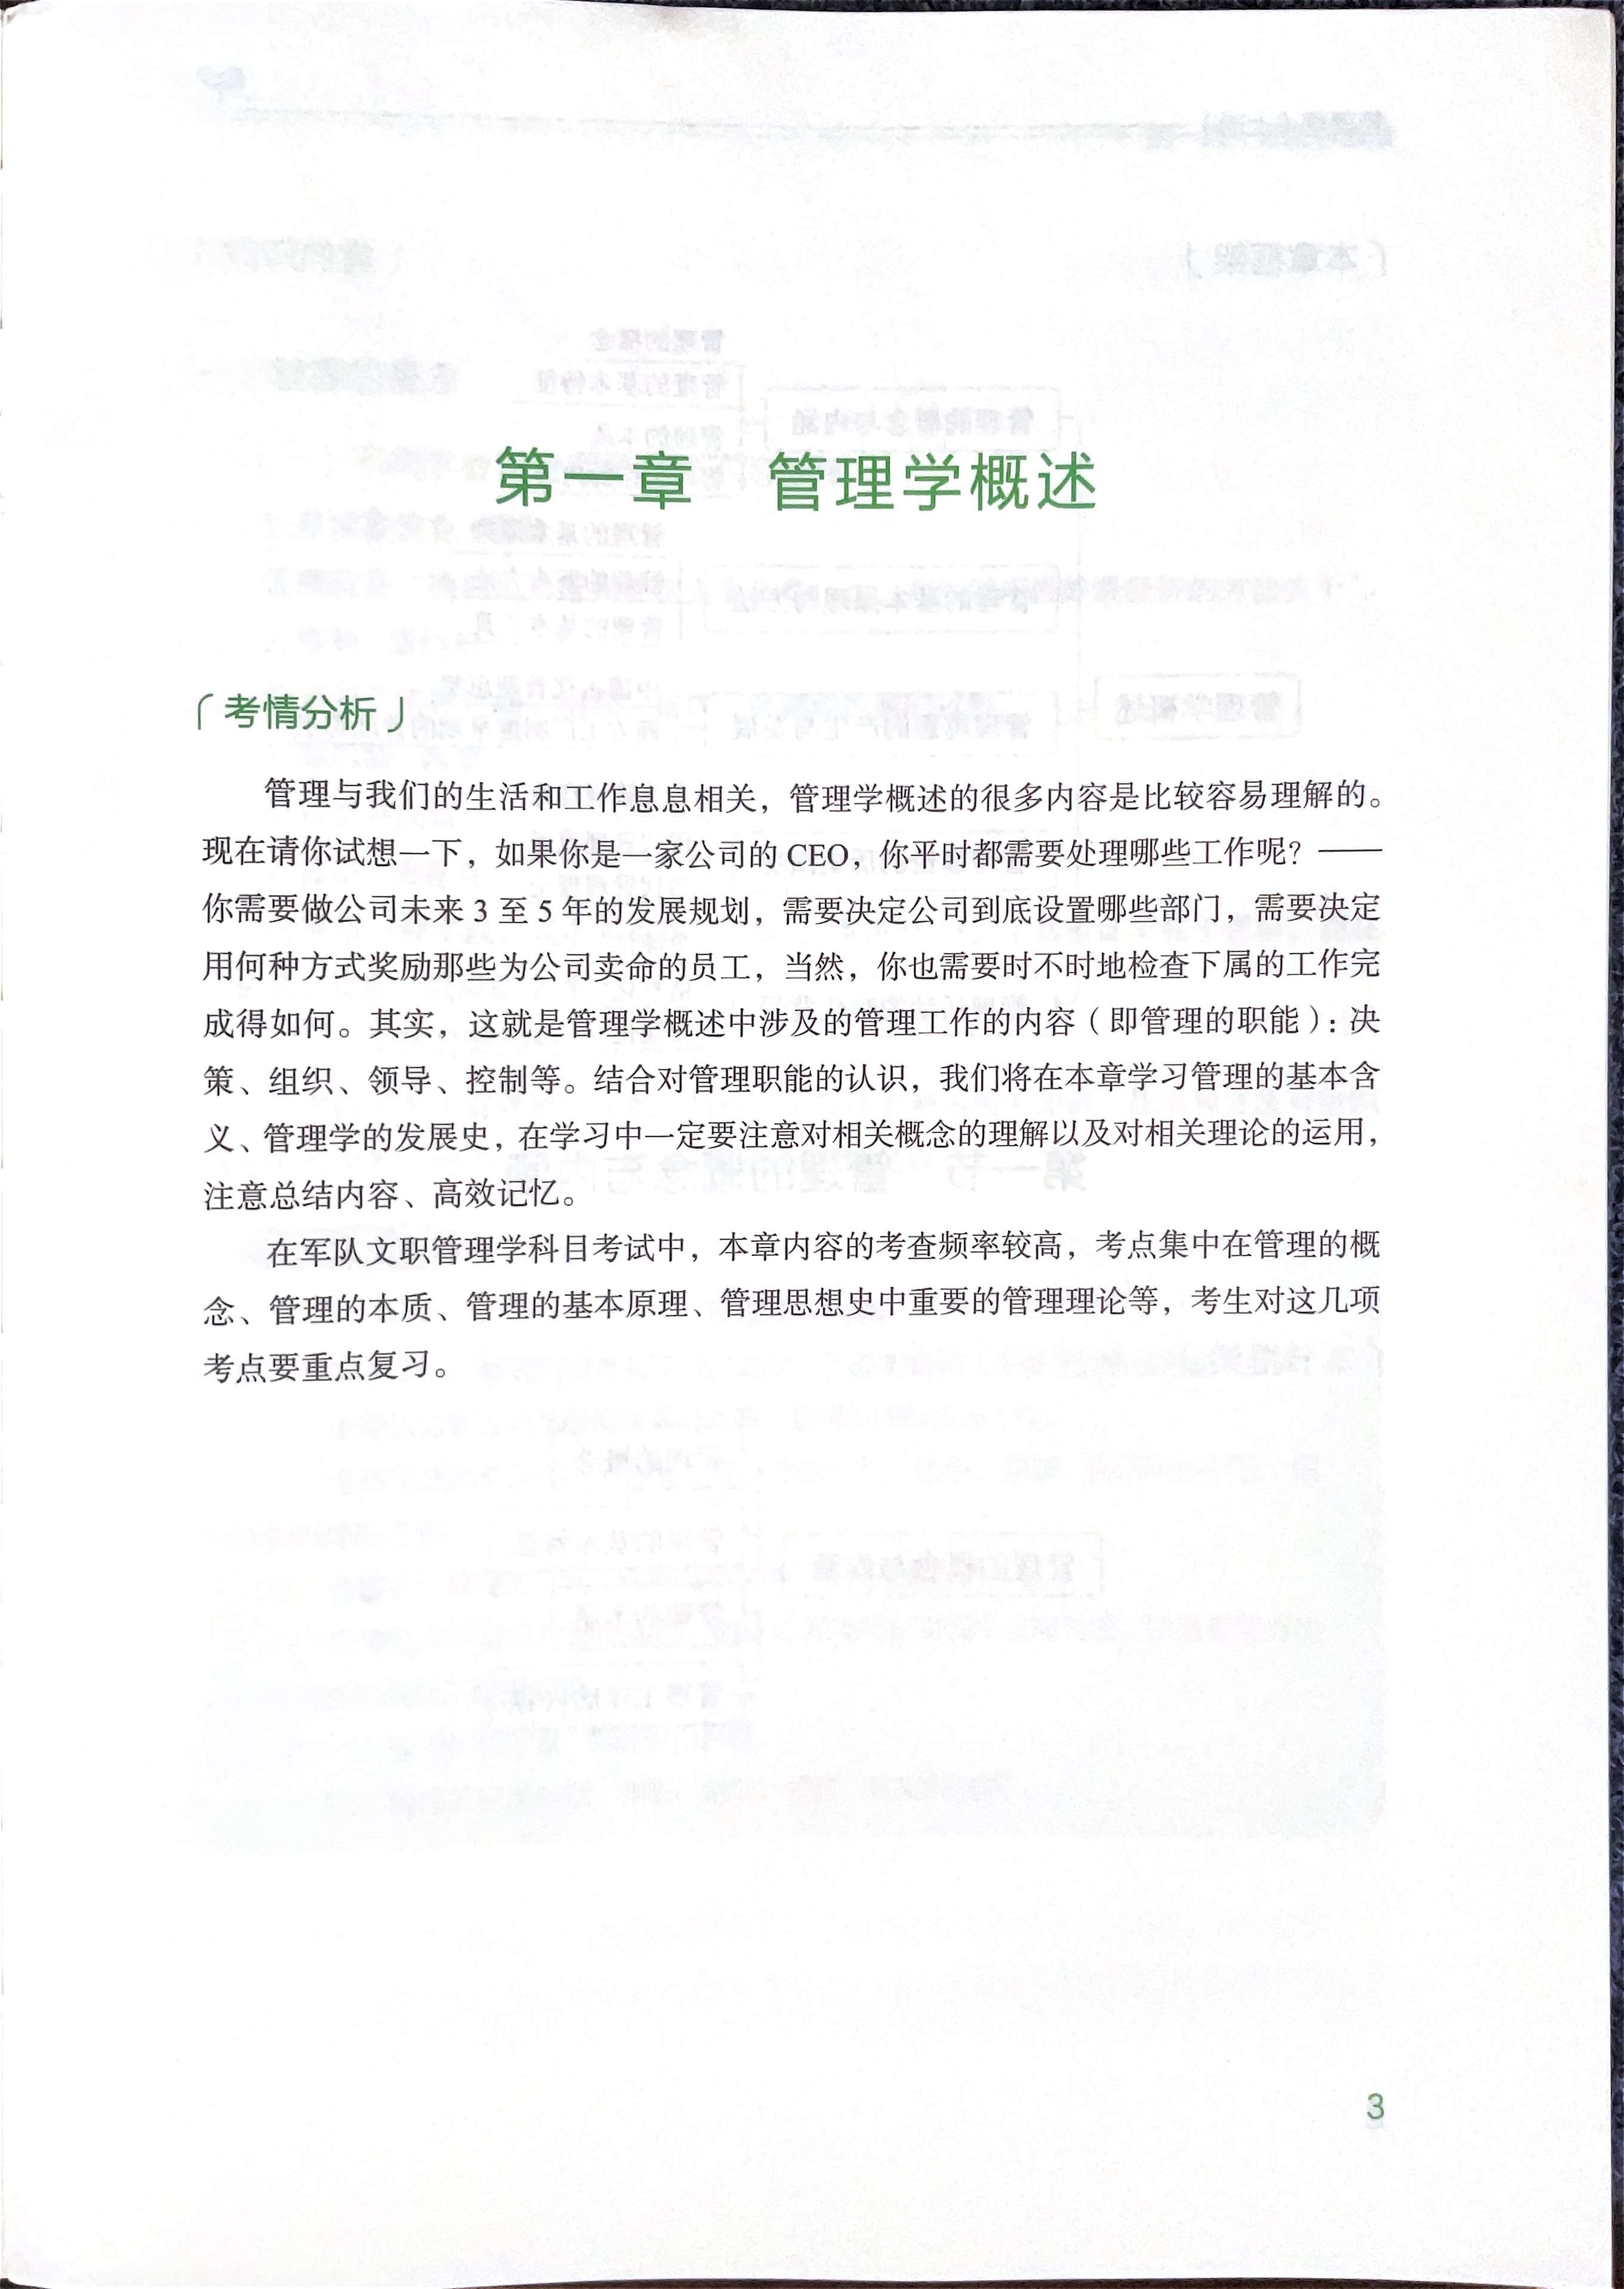 第一章 管理学概述
「考情分析」
管理与我们的生活和工作息息相关，管理学概述的很多内容是比较容易理解的。
现在请你试想一下，如果你是一家公司的 CEO，你平时都需要处理哪些工作呢？——
你需要做公司未来 3 至 5 年的发展规划，需要决定公司到底设置哪些部门，需要决定
用何种方式奖励那些为公司卖命的员工，当然，你也需要时不时地检查下属的工作完
成得如何。其实，这就是管理学概述中涉及的管理工作的内容（即管理的职能）：决
策、组织、领导、控制等。结合对管理职能的认识，我们将在本章学习管理的基本含
义、管理学的发展史，在学习中一定要注意对相关概念的理解以及对相关理论的运用，
注意总结内容、高效记忆。
在军队文职管理学科目考试中，本章内容的考查频率较高，考点集中在管理的概
念、管理的本质、管理的基本原理、管理思想史中重要的管理理论等，考生对这几项
考点要重点复习。
3